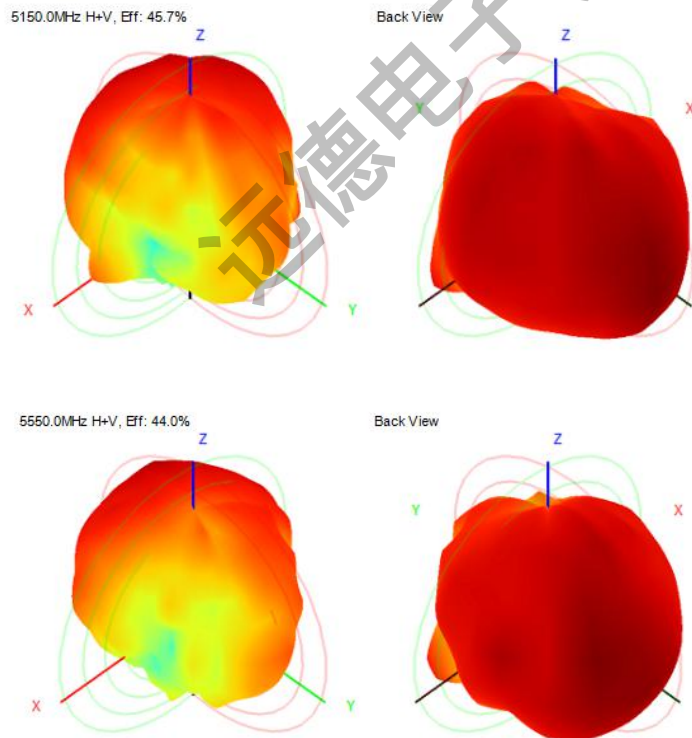 5150.0MHz H+V, Eff: 45.7%
Back View
Z
Z
Y
X
X
Y
远德电子
5550.0MHz H+V, Eff: 44.0%
Back View
Z
Z
Y
X
X
Y